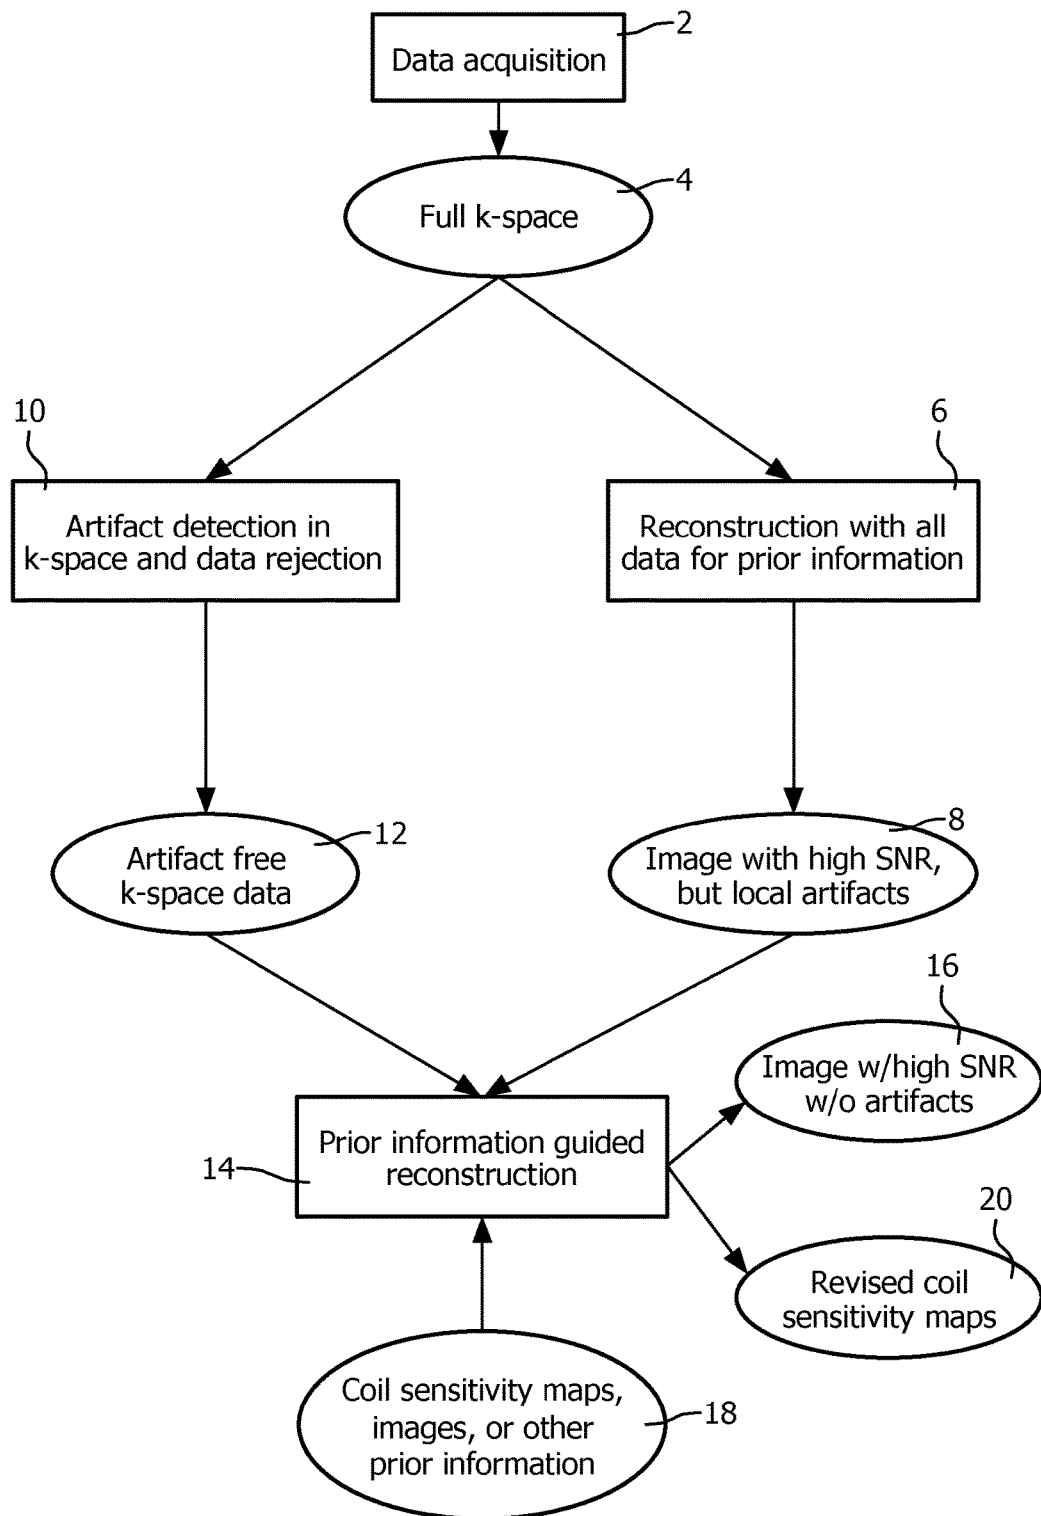 2
Data acquisition
4
Full k-space
10
6
Artifact detection in
k-space and data rejection
Reconstruction with all
data for prior information
12
Artifact free
k-space data
8
Image with high SNR,
but local artifacts
16
Image w/high SNR
w/o artifacts
14
Prior information guided
reconstruction
20
Revised coil
sensitivity maps
18
Coil sensitivity maps,
images, or other
prior information